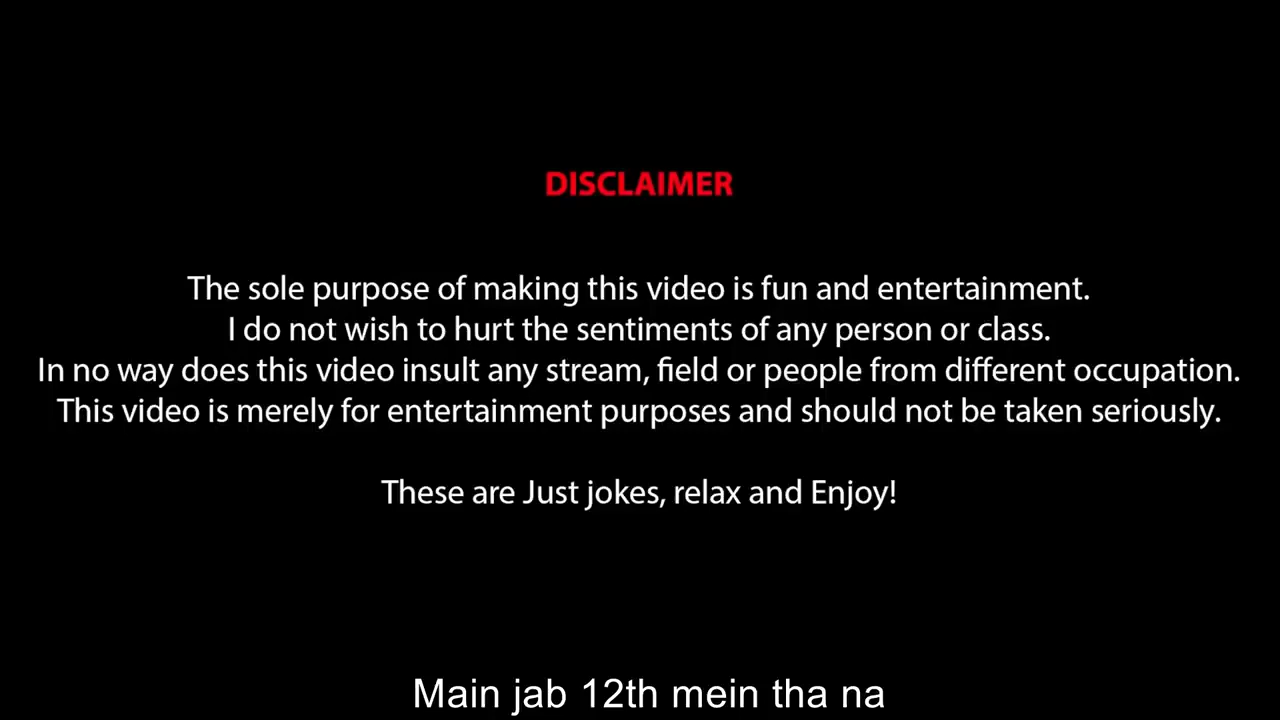 DISCLAIMER
The sole purpose of making this video is fun and entertainment.
I do not wish to hurt the sentiments of any person or class.
In no way does this video insult any stream, field or people from different occupation.
This video is merely for entertainment purposes and should not be taken seriously.
These are Just jokes, relax and Enjoy!
Main jab 12th mein tha na